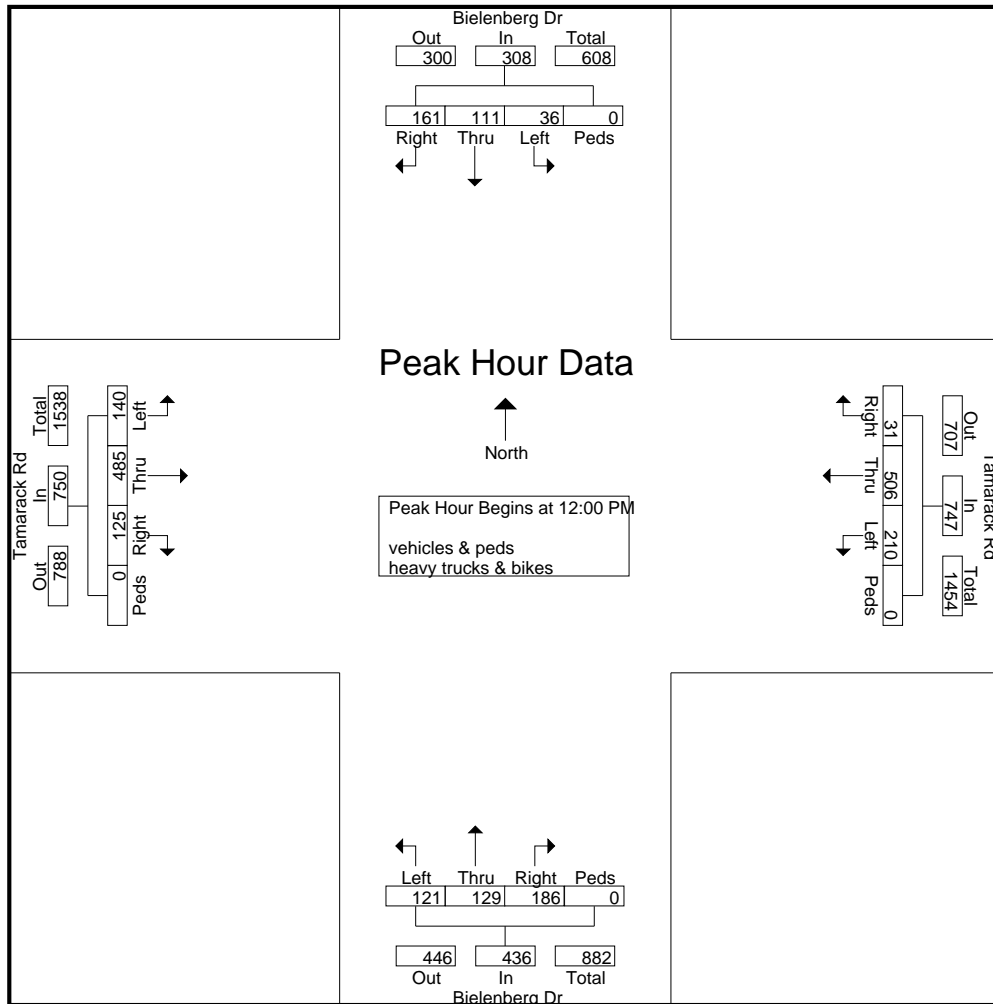 Bielenberg Dr
Out In Total
300 308 608
161 111 36 0
Right Thru Left Peds
Peak Hour Data
North
Peak Hour Begins at 12:00 PM
vehicles & peds
heavy trucks & bikes
Tamarack Rd
Out In Total
788 750 1538
Left Thru Right Peds
140 485 125 0
Tamarack Rd
Out In Total
707 747 1454
31 506 210 0
Right Thru Left Peds
Left Thru Right Peds
121 129 186 0
446 436 882
Out In Total
Bielenberg Dr